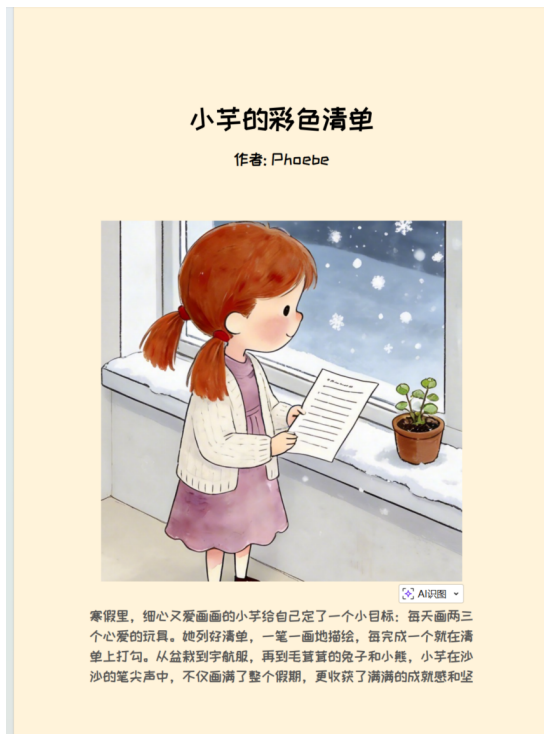 小芋的彩色清单
作者: Phoebe
AI识图
寒假里，细心又爱画画的小芋给自己定了一个小目标：每天画两三
个心爱的玩具。她列好清单，一笔一画地描绘，每完成一个就在清
单上打勾。从盆栽到宇航服，再到毛茸茸的兔子和小熊，小芋在沙
沙的笔尖声中，不仅画满了整个假期，更收获了满满的成就感和坚